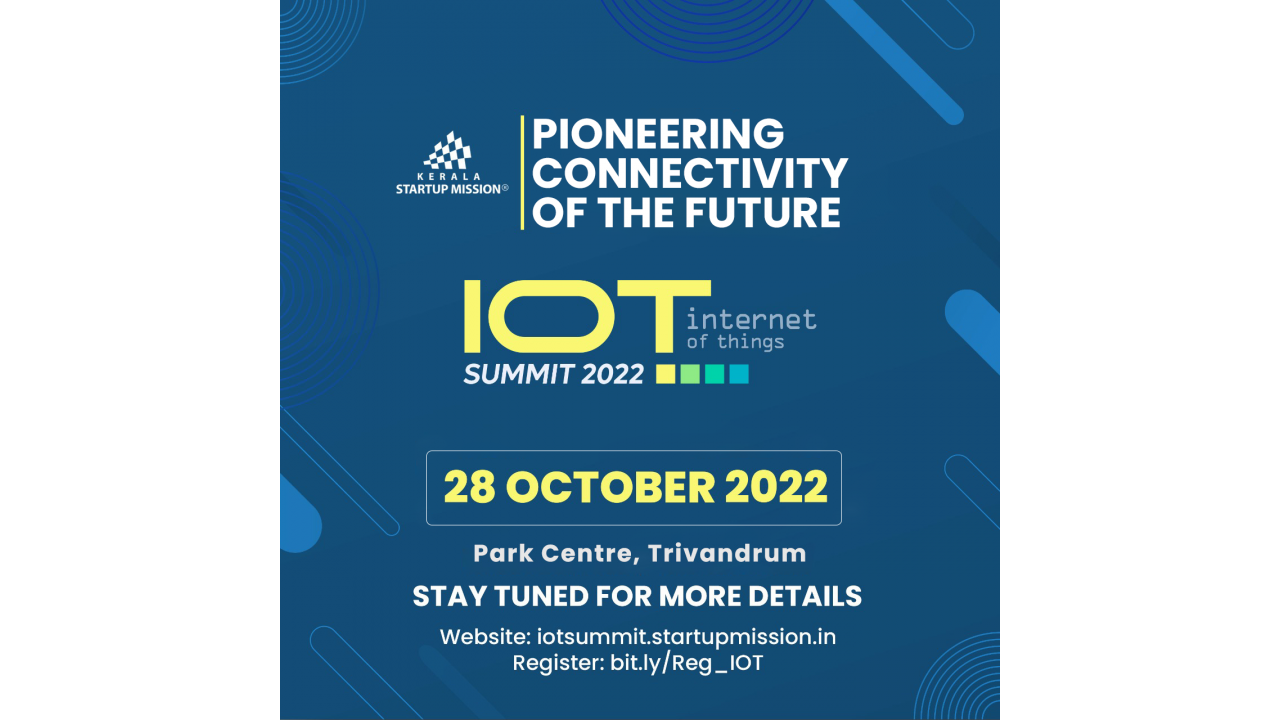 KERALA
STARTUP MISSION®
PIONEERING
CONNECTIVITY
OF THE FUTURE
IOT
internet
of things
SUMMIT 2022
28 OCTOBER 2022
Park Centre, Trivandrum
STAY TUNED FOR MORE DETAILS
Website: iotsummit.startupmission.in
Register: bit.ly/Reg_IOT